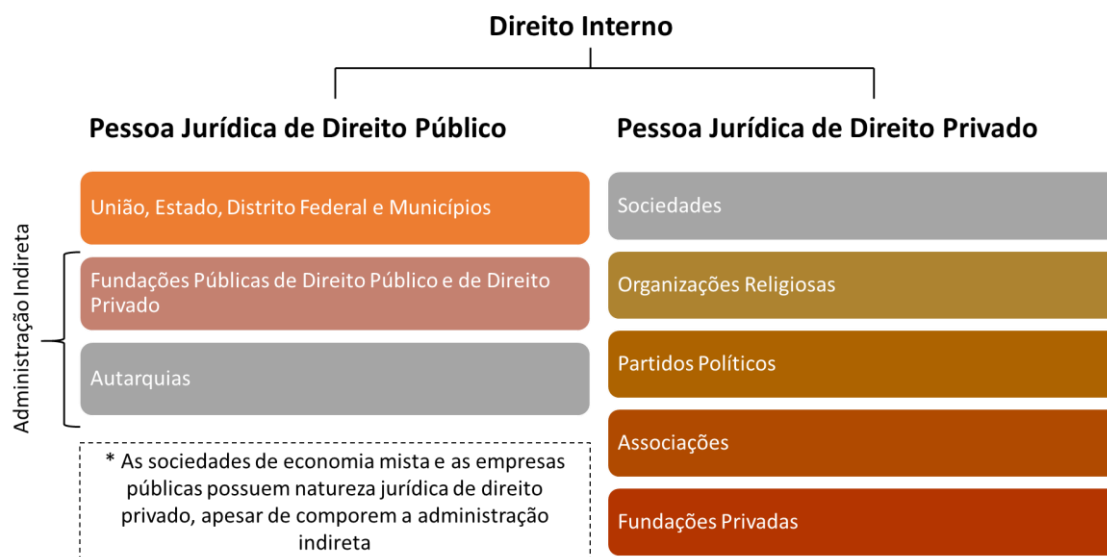 Direito Interno
Pessoa Jurídica de Direito Público
União, Estado, Distrito Federal e Municípios
Administração Indireta
Fundações Públicas de Direito Público e de Direito
Privado
Autarquias
* As sociedades de economia mista e as empresas
públicas possuem natureza jurídica de direito
privado, apesar de comporem a administração
indireta
Pessoa Jurídica de Direito Privado
Sociedades
Organizações Religiosas
Partidos Políticos
Associações
Fundações Privadas